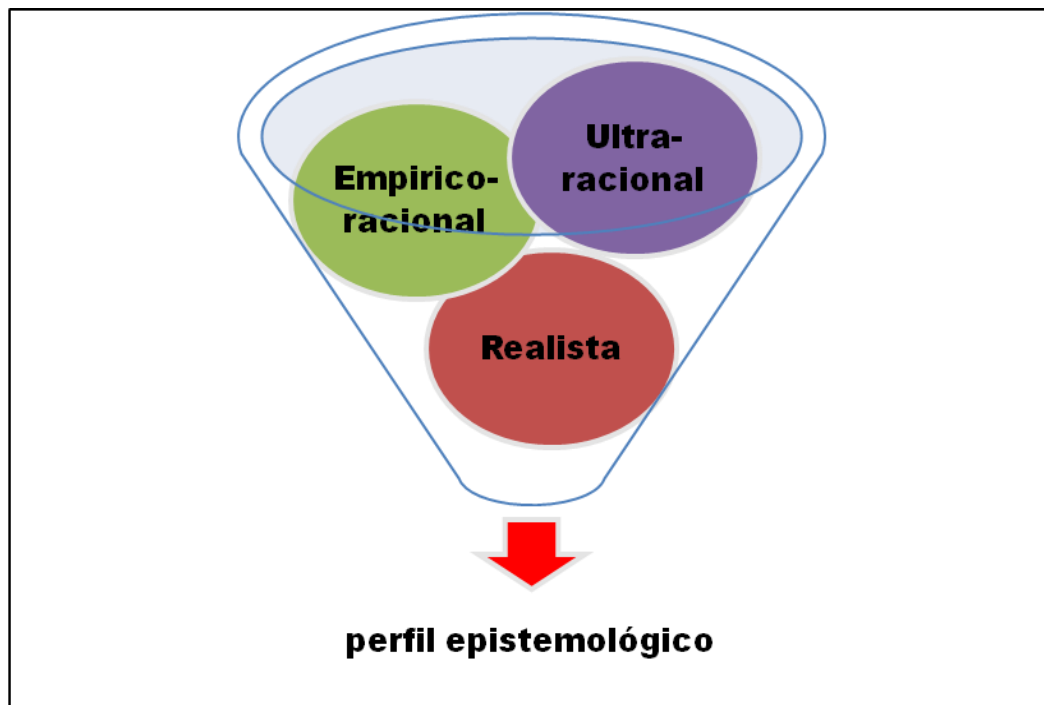 Ultra-
racional
Empirico-
racional
Realista
perfil epistemológico